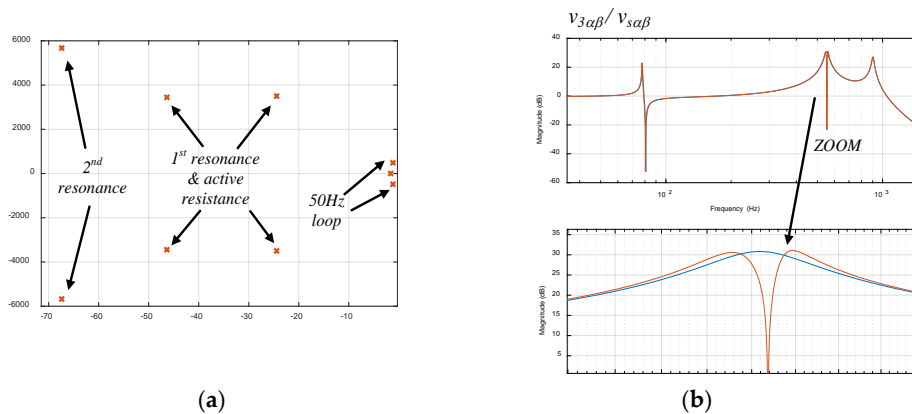 v3αβ/ vsαβ
6000
4000
2000
0
-2000
-4000
-6000
-70 -60 -50 -40 -30 -20 -10
2nd
resonance
1st resonance
& active
resistance
50Hz
loop
(a)
40
20
0
-20
-40
-60
Magnitude (dB)
10 2
10 3
Frequency (Hz)
ZOOM
35
30
25
20
15
10
5
Magnitude (dB)
(b)